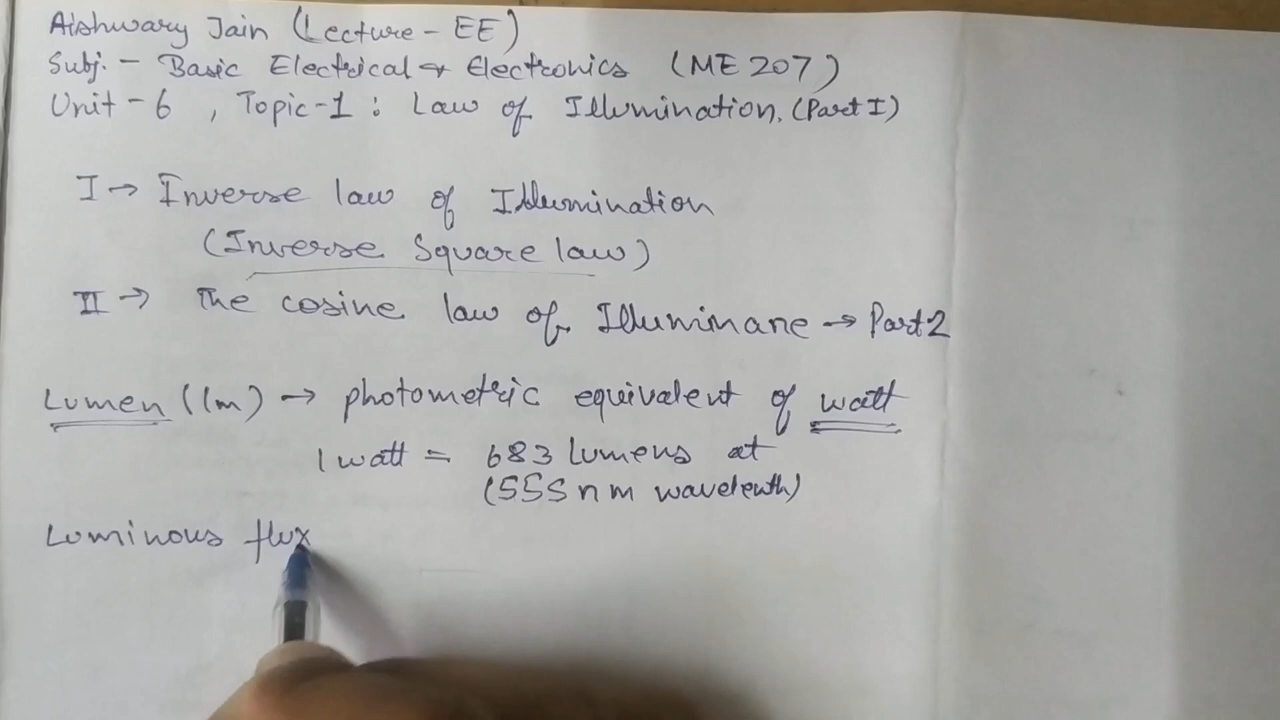 Aishwary Jain (Lecture - EE)
Subj. - Basic Electrical & Electronics (ME 207)
Unit - 6 , Topic-1 : Law of Illumination. (Part I)
I → Inverse law of Illumination
(Inverse Square law)
II → The cosine law of Illuminane → Part 2
Lumen (lm) → photometric equivalent of watt
1 watt = 683 lumens at
(555 nm wavelenth)
Luminous flux